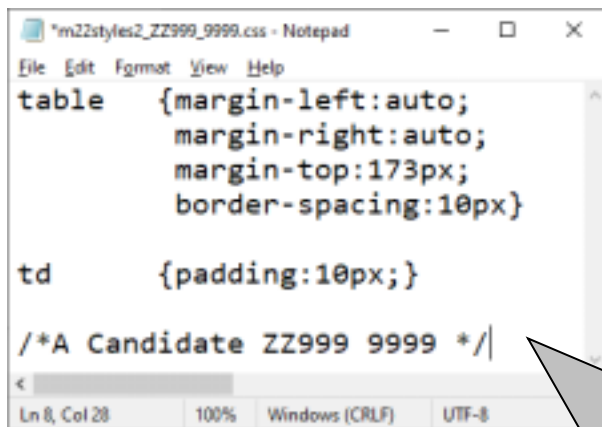 *m22styles2_ZZ999_9999.css - Notepad
File Edit Format View Help
table {margin-left:auto;
margin-right:auto;
margin-top:173px;
border-spacing:10px}
td {padding:10px;}
/*A Candidate ZZ999 9999 */
Ln 8, Col 28 100% Windows (CRLF) UTF-8